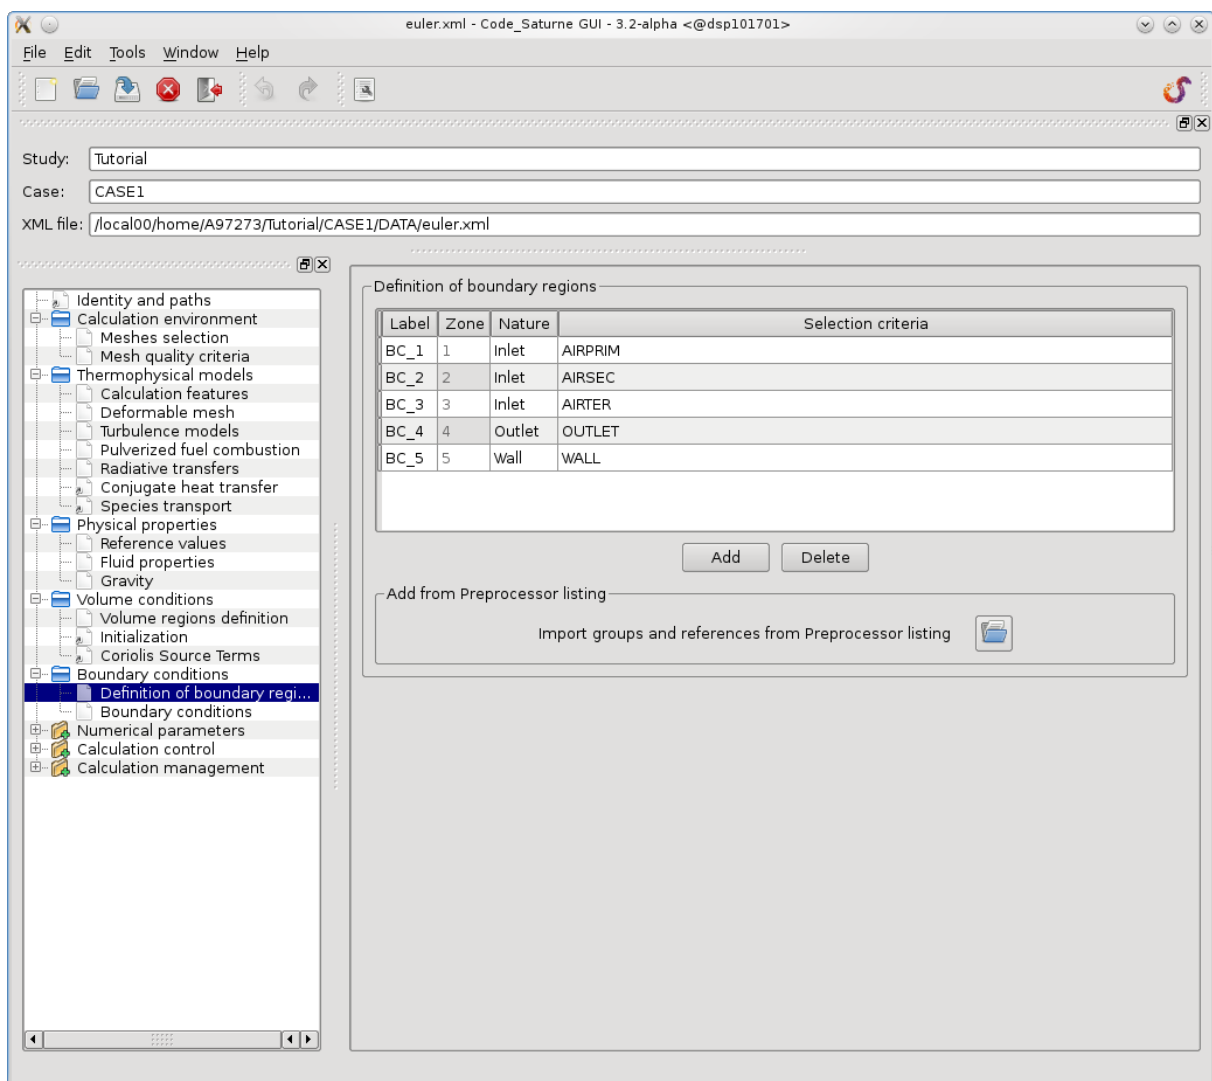 euler.xml - Code_Saturne GUI - 3.2-alpha <@dsp101701>
File Edit Tools Window Help
Study: Tutorial
Case: CASE1
XML file: /local00/home/A97273/Tutorial/CASE1/DATA/euler.xml
Identity and paths
Calculation environment
Meshes selection
Mesh quality criteria
Thermophysical models
Calculation features
Deformable mesh
Turbulence models
Pulverized fuel combustion
Radiative transfers
Conjugate heat transfer
Species transport
Physical properties
Reference values
Fluid properties
Gravity
Volume conditions
Volume regions definition
Initialization
Coriolis Source Terms
Boundary conditions
Definition of boundary regi...
Boundary conditions
Numerical parameters
Calculation control
Calculation management
Definition of boundary regions
Label Zone Nature Selection criteria
BC_1 1 Inlet AIRPRIM
BC_2 2 Inlet AIRSEC
BC_3 3 Inlet AIRTER
BC_4 4 Outlet OUTLET
BC_5 5 Wall WALL
Add Delete
Add from Preprocessor listing
Import groups and references from Preprocessor listing